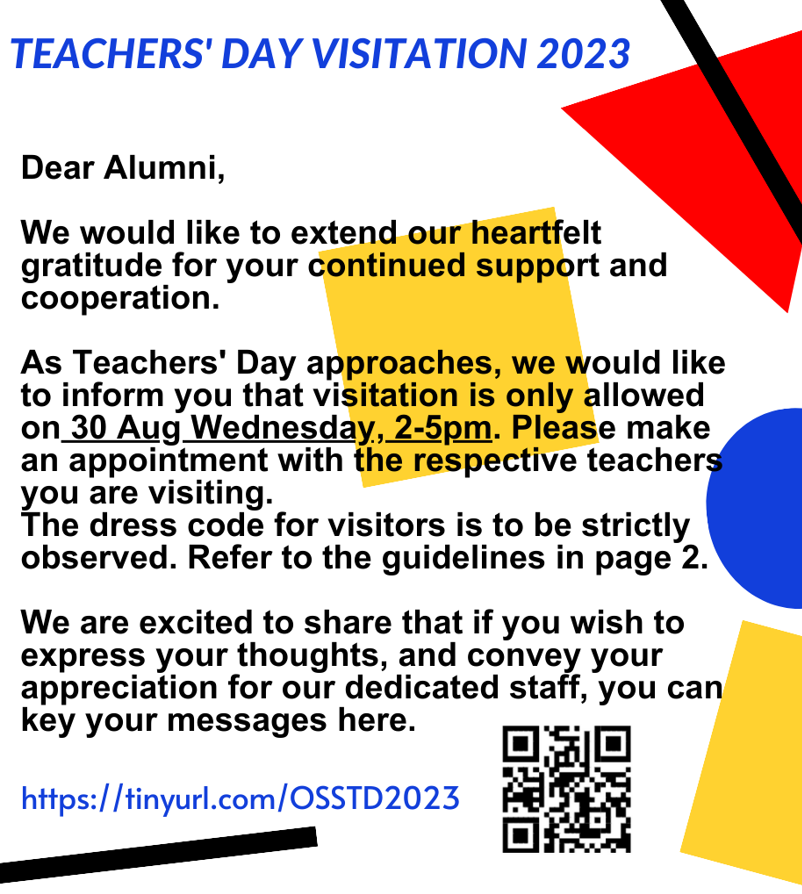 TEACHERS' DAY VISITATION 2023
Dear Alumni,
We would like to extend our heartfelt
gratitude for your continued support and
cooperation.
As Teachers' Day approaches, we would like
to inform you that visitation is only allowed
on 30 Aug Wednesday, 2-5pm. Please make
an appointment with the respective teachers
you are visiting.
The dress code for visitors is to be strictly
observed. Refer to the guidelines in page 2.
We are excited to share that if you wish to
express your thoughts, and convey your
appreciation for our dedicated staff, you can
key your messages here.
https://tinyurl.com/OSSTD2023